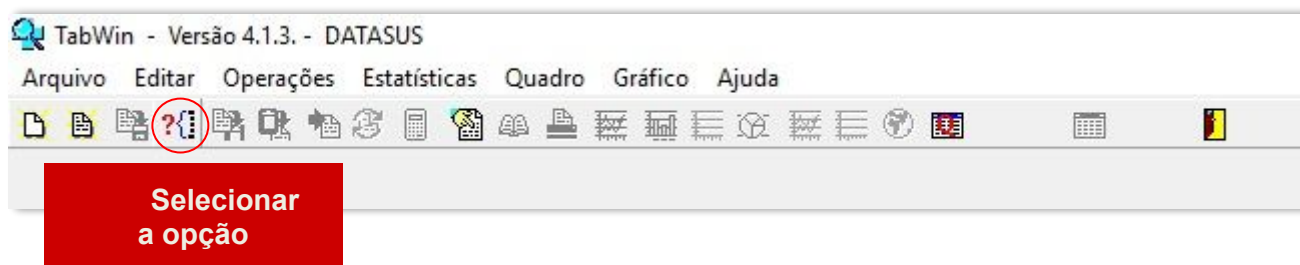 TabWin - Versão 4.1.3. - DATASUS
Arquivo Editar Operações Estatísticas Quadro Gráfico Ajuda
?{
Selecionar
a opção